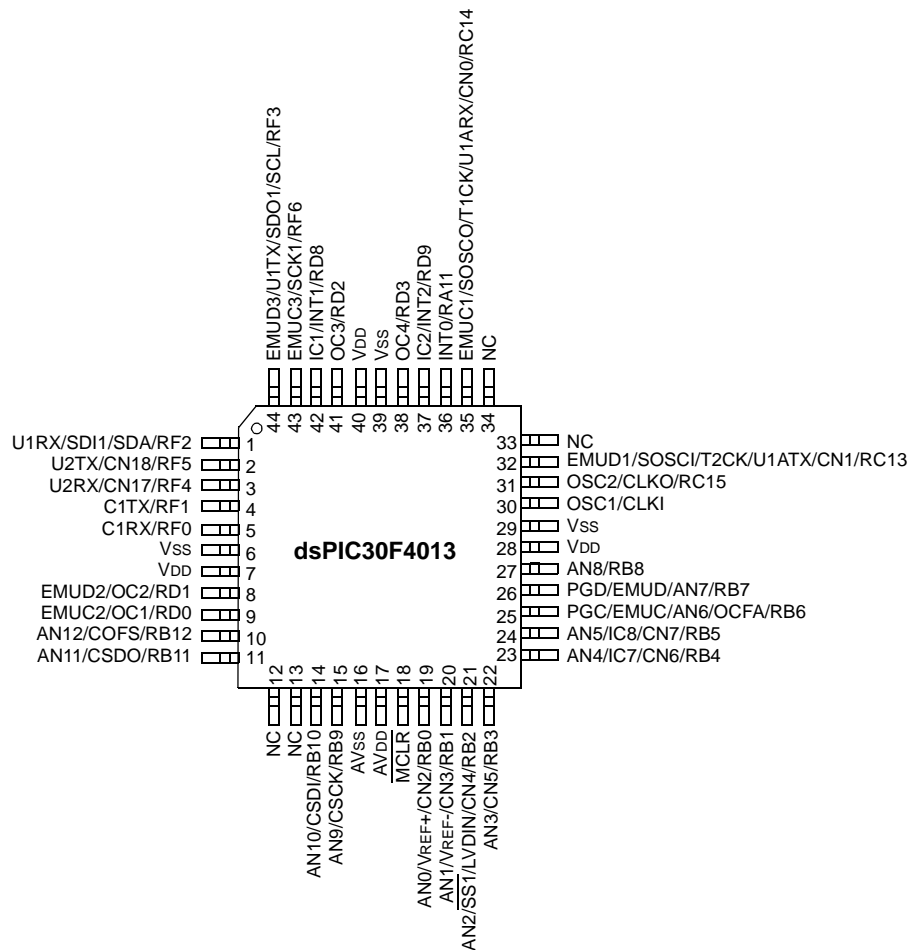 EMUD3/U1TX/SDO1/SCL/RF3
EMUC3/SCK1/RF6
IC1/INT1/RD8
OC3/RD2
VDD
VSS
OC4/RD3
IC2/INT2/RD9
INT0/RA11
EMUC1/SOSCO/T1CK/U1ARX/CN0/RC14
NC
44
43
42
41
40
39
38
37
36
35
34
U1RX/SDI1/SDA/RF2 1
U2TX/CN18/RF5 2
U2RX/CN17/RF4 3
C1TX/RF1 4
C1RX/RF0 5
VSS 6
VDD 7
EMUD2/OC2/RD1 8
EMUC2/OC1/RD0 9
AN12/COFS/RB12 10
AN11/CSDO/RB11 11
dsPIC30F4013
33 NC
32 EMUD1/SOSCI/T2CK/U1ATX/CN1/RC13
31 OSC2/CLKO/RC15
30 OSC1/CLKI
29 VSS
28 VDD
27 AN8/RB8
26 PGD/EMUD/AN7/RB7
25 PGC/EMUC/AN6/OCFA/RB6
24 AN5/IC8/CN7/RB5
23 AN4/IC7/CN6/RB4
12
13
14
15
16
17
18
19
20
21
22
NC
NC
AN10/CSDI/RB10
AN9/CSCK/RB9
AVSS
AVDD
MCLR
AN0/VREF+/CN2/RB0
AN1/VREF-/CN3/RB1
AN2/SS1/LVDIN/CN4/RB2
AN3/CN5/RB3